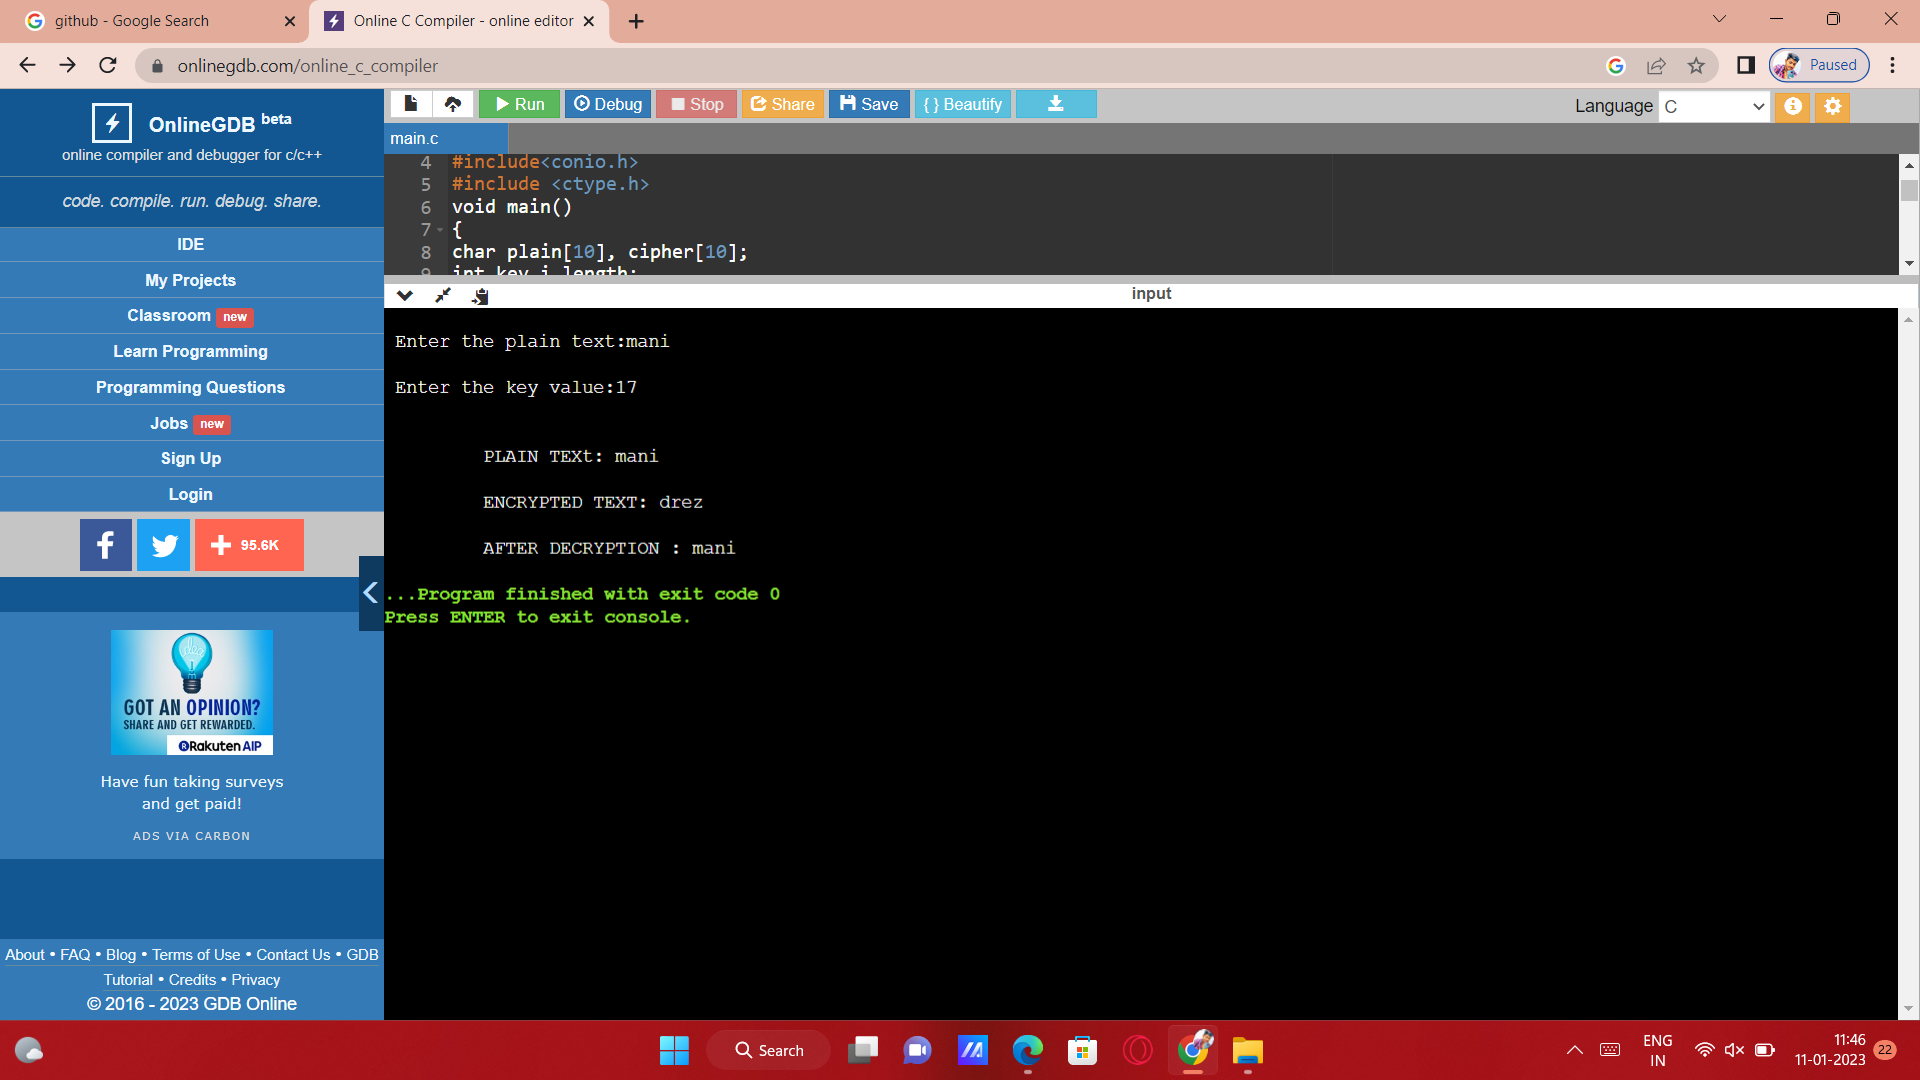 github - Google Search
Online C Compiler - online editor
onlinegdb.com/online_c_compiler
Paused
OnlineGDB beta
online compiler and debugger for c/c++
code. compile. run. debug. share.
IDE
My Projects
Classroom new
Learn Programming
Programming Questions
Jobs new
Sign Up
Login
95.6K
idea
GOT AN OPINION?
SHARE AND GET REWARDED.
Rakuten AIP
Have fun taking surveys
and get paid!
ADS VIA CARBON
About • FAQ • Blog • Terms of Use • Contact Us • GDB
Tutorial • Credits • Privacy
© 2016 - 2023 GDB Online
Run Debug Stop Share Save { } Beautify
Language C
main.c
4 #include<conio.h>
5 #include <ctype.h>
6 void main()
7 {
8 char plain[10], cipher[10];
9 int key,i,length;
input
Enter the plain text:mani
Enter the key value:17
PLAIN TEXt: mani
ENCRYPTED TEXT: drez
AFTER DECRYPTION : mani
...Program finished with exit code 0
Press ENTER to exit console.
Search
ENG
IN
11:46
11-01-2023
22